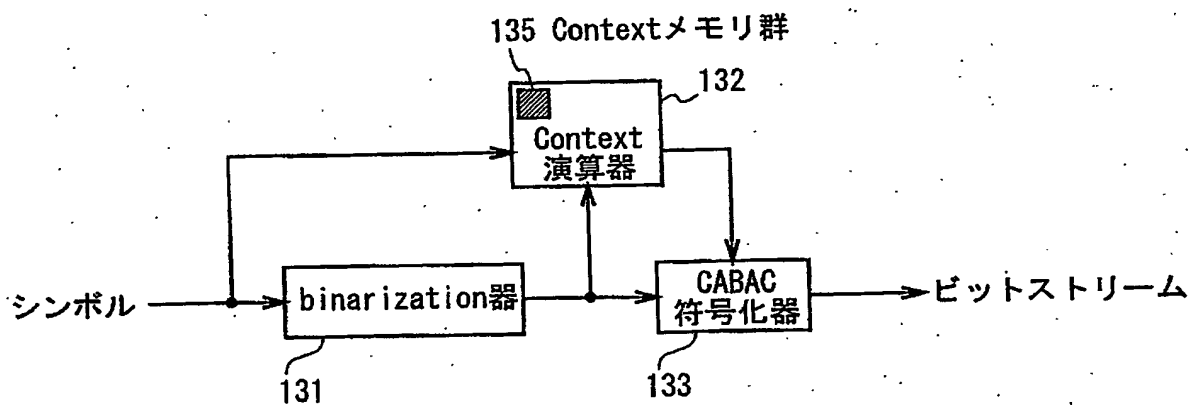 135 Contextメモリ群
132
Context
演算器
シンボル
binarization器
CABAC
符号化器
ビットストリーム
131
133